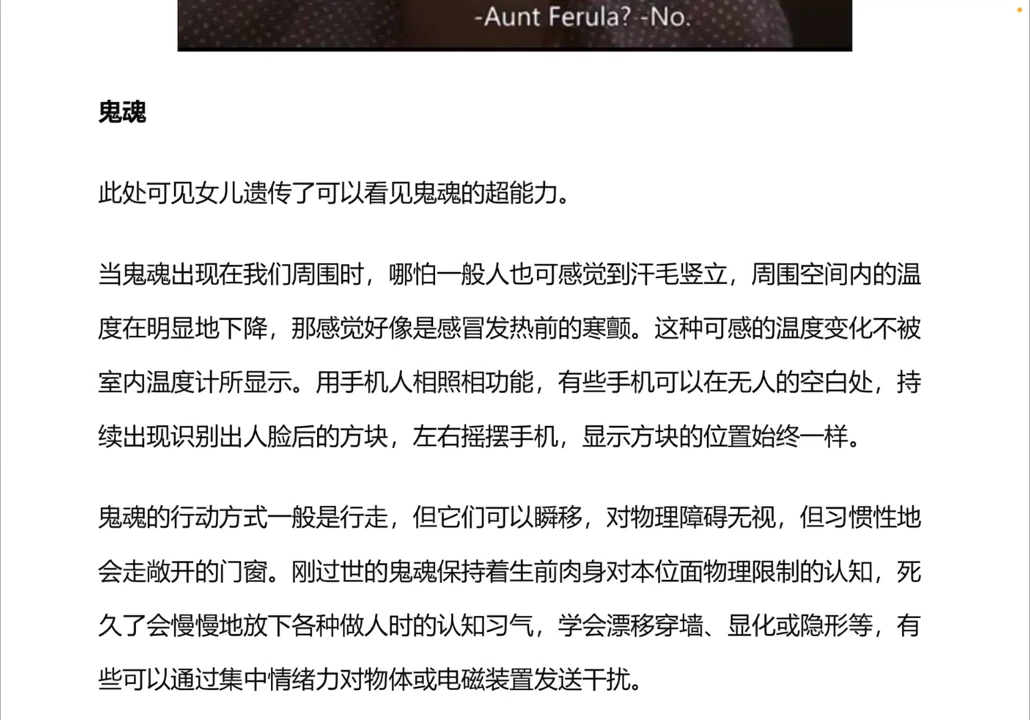 -Aunt Ferula? -No.
鬼魂
此处可见女儿遗传了可以看见鬼魂的超能力。
当鬼魂出现在我们周围时，哪怕一般人也可感觉到汗毛竖立，周围空间内的温
度在明显地下降，那感觉好像是感冒发热前的寒颤。这种可感的温度变化不被
室内温度计所显示。用手机人相照相功能，有些手机可以在无人的空白处，持
续出现识别出人脸后的方块，左右摇摆手机，显示方块的位置始终一样。
鬼魂的行动方式一般是行走，但它们可以瞬移，对物理障碍无视，但习惯性地
会走敞开的门窗。刚过世的鬼魂保持着生前肉身对本位面物理限制的认知，死
久了会慢慢地放下各种做人时的认知习气，学会漂移穿墙、显化或隐形等，有
些可以通过集中情绪力对物体或电磁装置发送干扰。